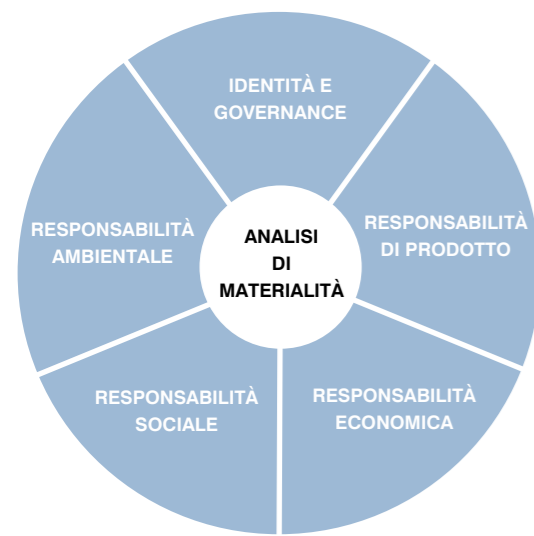 IDENTITÀ E
GOVERNANCE
RESPONSABILITÀ
DI PRODOTTO
RESPONSABILITÀ
ECONOMICA
RESPONSABILITÀ
SOCIALE
RESPONSABILITÀ
AMBIENTALE
ANALISI
DI
MATERIALITÀ